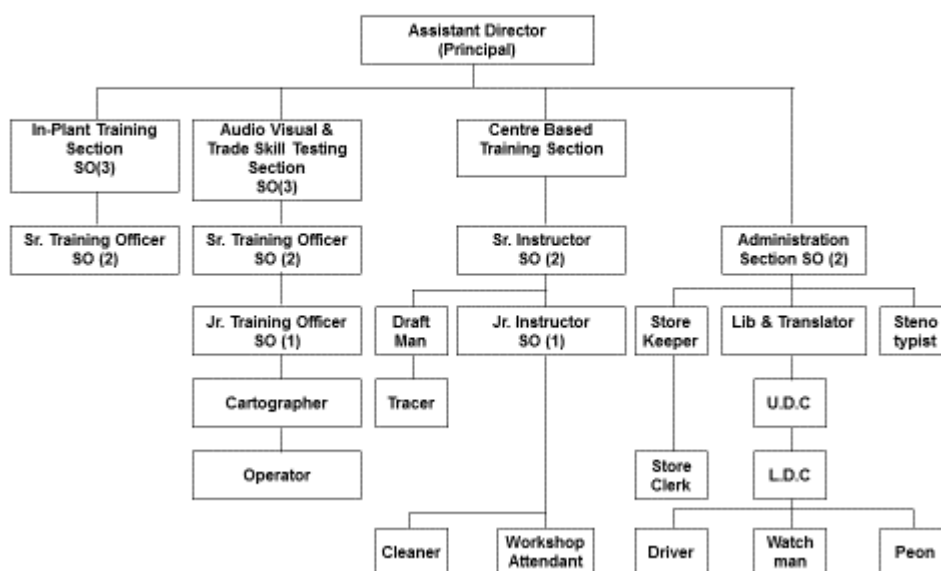 Assistant Director
(Principal)
In-Plant Training
Section
SO(3)
Audio Visual &
Trade Skill Testing
Section
SO(3)
Centre Based
Training Section
Sr. Training Officer
SO (2)
Sr. Training Officer
SO (2)
Sr. Instructor
SO (2)
Administration
Section SO (2)
Jr. Training Officer
SO (1)
Draft
Man
Jr. Instructor
SO (1)
Store
Keeper
Lib & Translator
Steno
typist
Cartographer
Tracer
U.D.C
Operator
Store
Clerk
L.D.C
Cleaner
Workshop
Attendant
Driver
Watch
man
Peon